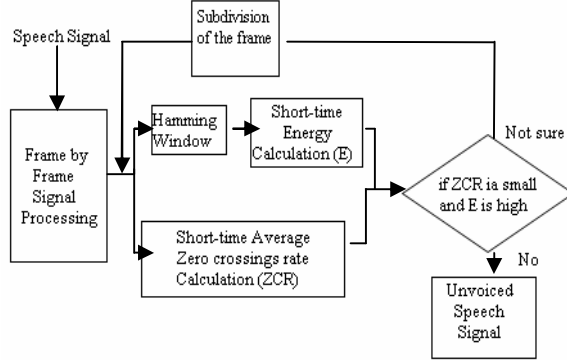 Subdivision
of the frame
Speech Signal
Frame by
Frame
Signal
Processing
Hamming
Window
Short-time
Energy
Calculation (E)
Short-time Average
Zero crossings rate
Calculation (ZCR)
Not sure
if ZCR ia small
and E is high
No
Unvoiced
Speech
Signal